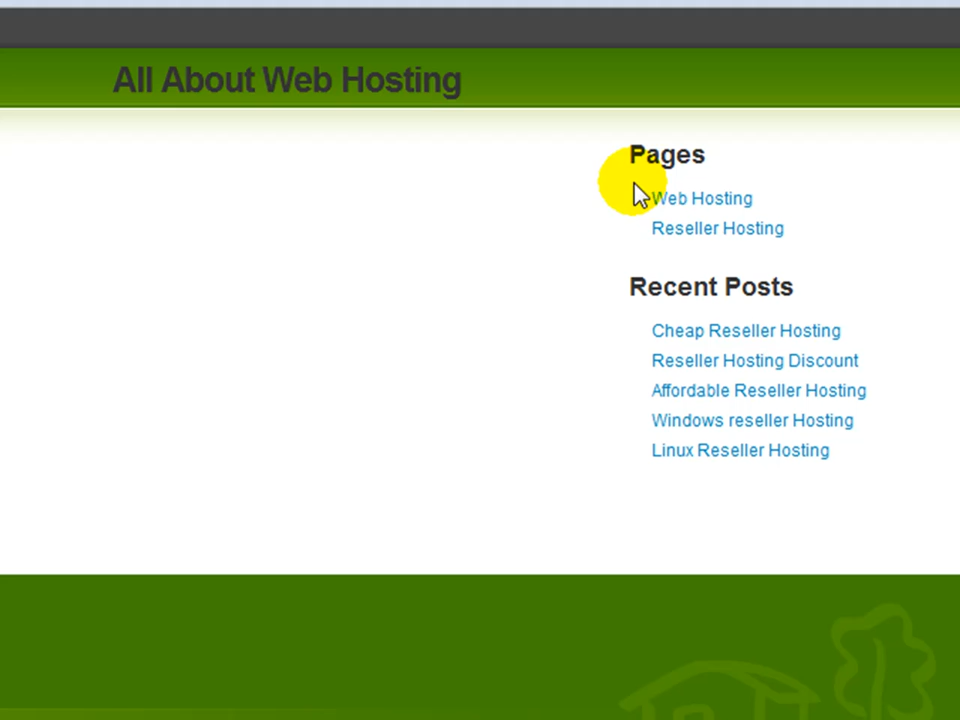 All About Web Hosting
Pages
Web Hosting
Reseller Hosting
Recent Posts
Cheap Reseller Hosting
Reseller Hosting Discount
Affordable Reseller Hosting
Windows reseller Hosting
Linux Reseller Hosting